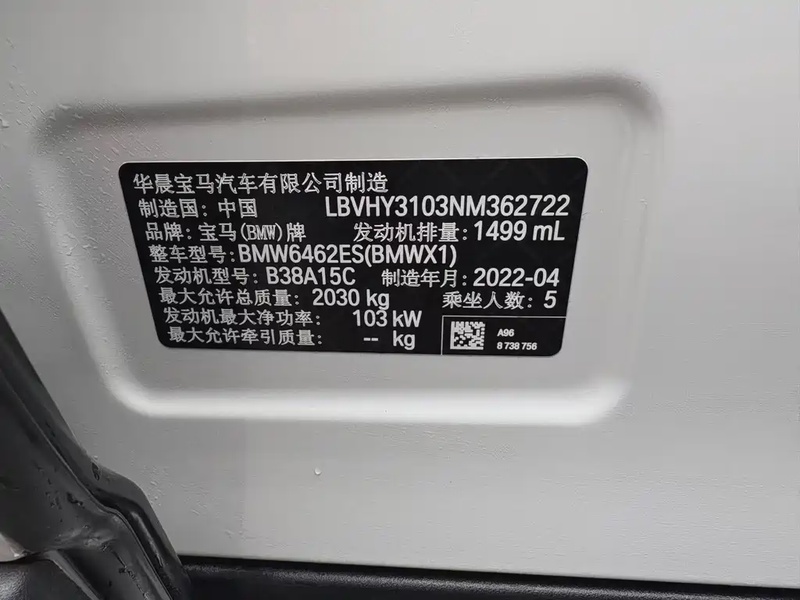 华晨宝马汽车有限公司制造
制造国：中国 LBVHY3103NM362722
品牌：宝马(BMW)牌 发动机排量：1499 mL
整车型号：BMW6462ES(BMWX1)
发动机型号：B38A15C 制造年月：2022-04
最大允许总质量：2030 kg 乘坐人数：5
发动机最大净功率： 103 kW
最大允许牵引质量： -- kg
A96
8 738 756